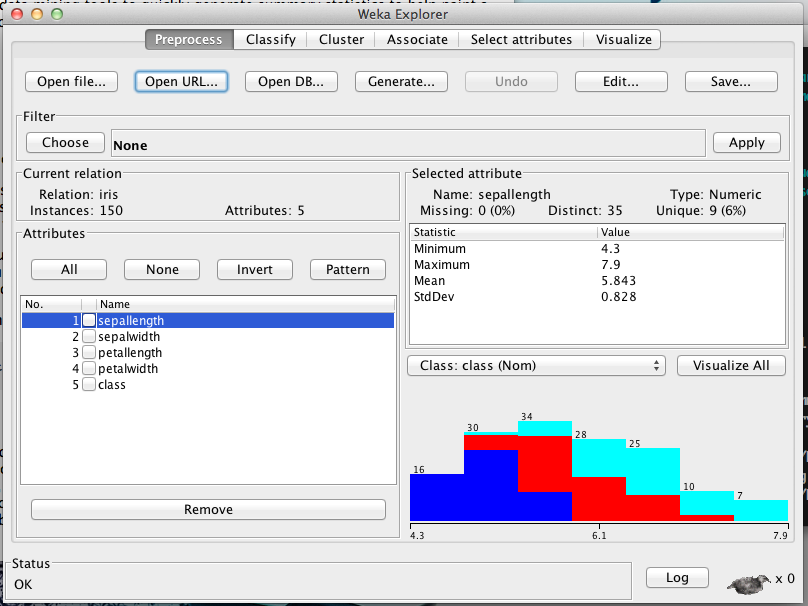 Weka Explorer
Preprocess Classify Cluster Associate Select attributes Visualize
Open file... Open URL... Open DB... Generate... Undo Edit... Save...
Filter
Choose None Apply
Current relation
Relation: iris
Instances: 150 Attributes: 5
Attributes
All None Invert Pattern
No. Name
1 sepallength
2 sepalwidth
3 petallength
4 petalwidth
5 class
Remove
Selected attribute
Name: sepallength Type: Numeric
Missing: 0 (0%) Distinct: 35 Unique: 9 (6%)
Statistic Value
Minimum 4.3
Maximum 7.9
Mean 5.843
StdDev 0.828
Class: class (Nom) Visualize All
16 30 34 28 25 10 7
4.3 6.1 7.9
Status
OK
Log x 0